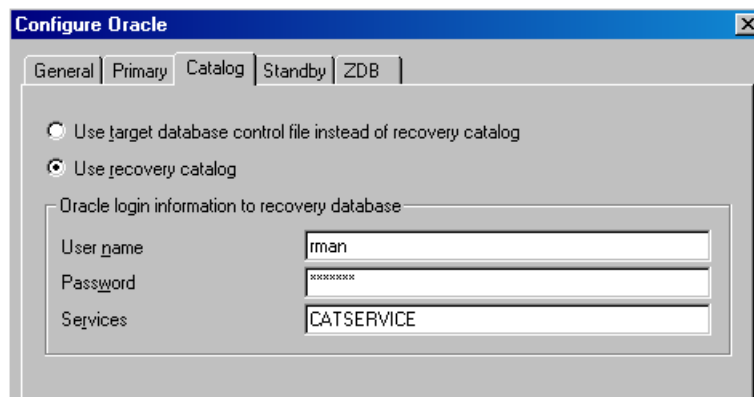 Configure Oracle
General Primary Catalog Standby ZDB
Use target database control file instead of recovery catalog
Use recovery catalog
Oracle login information to recovery database
User name rman
Password *******
Services CATSERVICE